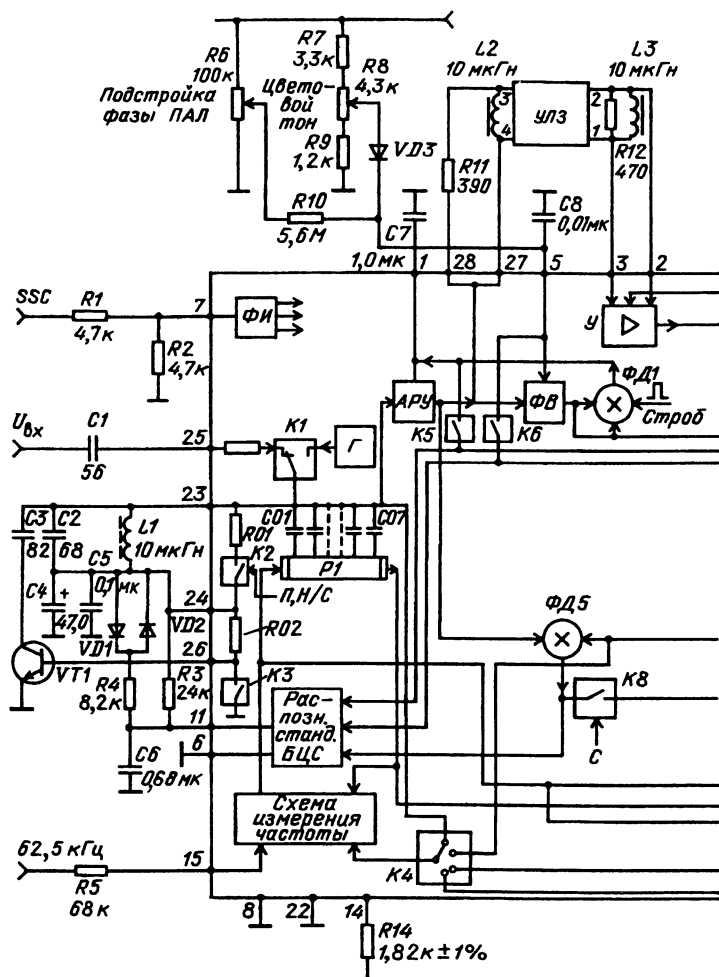 R6
100к
Подстройка
фазы ПАЛ
R7
3,3к
R8
4,3к
Цвето-
вой
тон
R9
1,2к
VD3
R10
5,6М
L2
10 мкГн
L3
10 мкГн
3
4
УЛЗ
2
1
R11
390
R12
470
C7
1,0 мк
C8
0,01мк
1
28
27
5
3
2
SSC
R1
4,7к
R2
4,7к
7
ФИ
У
АРУ
ФВ
ФД1
Строб
K5
K6
Uвх
C1
56
25
K1
Г
23
C3
82
C2
68
L1
10 мкГн
C5
0,1 мк
C4
+
47,0
R01
C01
C07
K2
P1
П,Н/С
24
VD1
VD2
R02
26
VT1
R4
8,2к
R3
24к
K3
11
6
C6
0,68 мк
Рас-
позн.
станд.
БЦС
ФД5
K8
С
Схема
измерения
частоты
62,5 кГц
R5
68 к
15
K4
8
22
14
R14
1,82к ± 1%